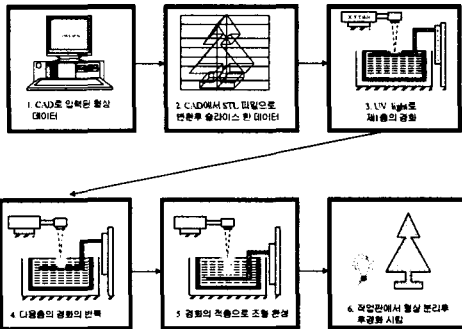 1. CAD로 입력된 형상
데이터
2. CAD에서 STL 파일으로
변환후 슬라이스 한 데이터
3. UV light로
제1층의 경화
4. 다음층의 경화의 반복
5. 경화의 적층으로 조형 완성
6. 작업판에서 형상 분리후
후경화 시킴